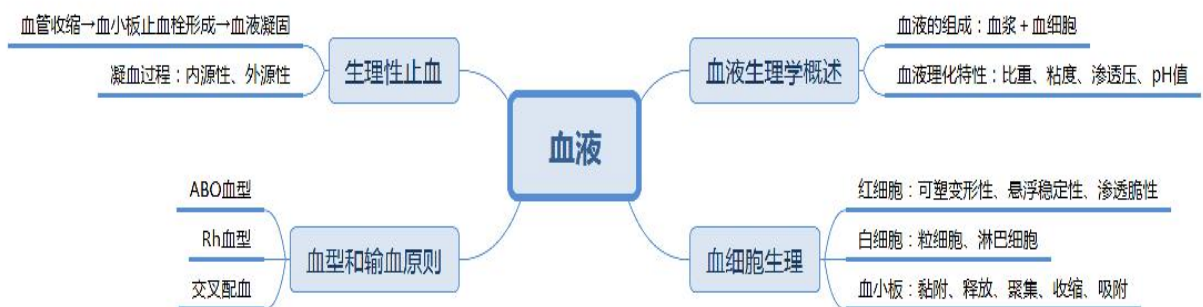 血液
血液生理学概述
血液的组成：血浆＋血细胞
血液理化特性：比重、粘度、渗透压、pH值
血细胞生理
红细胞：可塑变形性、悬浮稳定性、渗透脆性
白细胞：粒细胞、淋巴细胞
血小板：黏附、释放、聚集、收缩、吸附
生理性止血
血管收缩→血小板止血栓形成→血液凝固
凝血过程：内源性、外源性
血型和输血原则
ABO血型
Rh血型
交叉配血